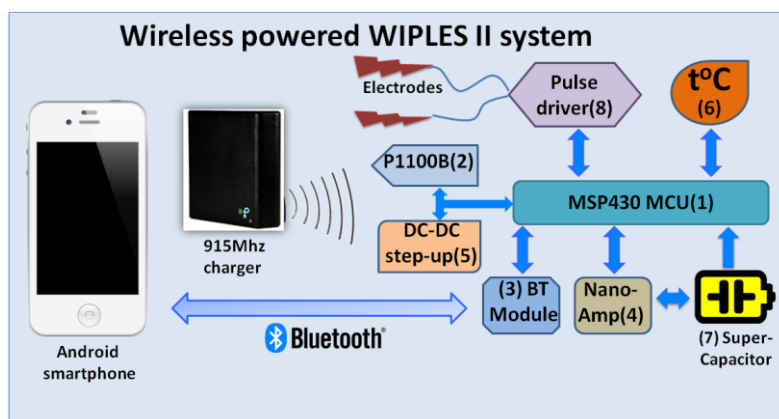 Wireless powered WIPLES II system
Electrodes
Pulse
driver(8)
t°C
(6)
P1100B(2)
MSP430 MCU(1)
DC-DC
step-up(5)
915Mhz
charger
(3) BT
Module
Nano-
Amp(4)
(7) Super-
Capacitor
Bluetooth®
Android
smartphone